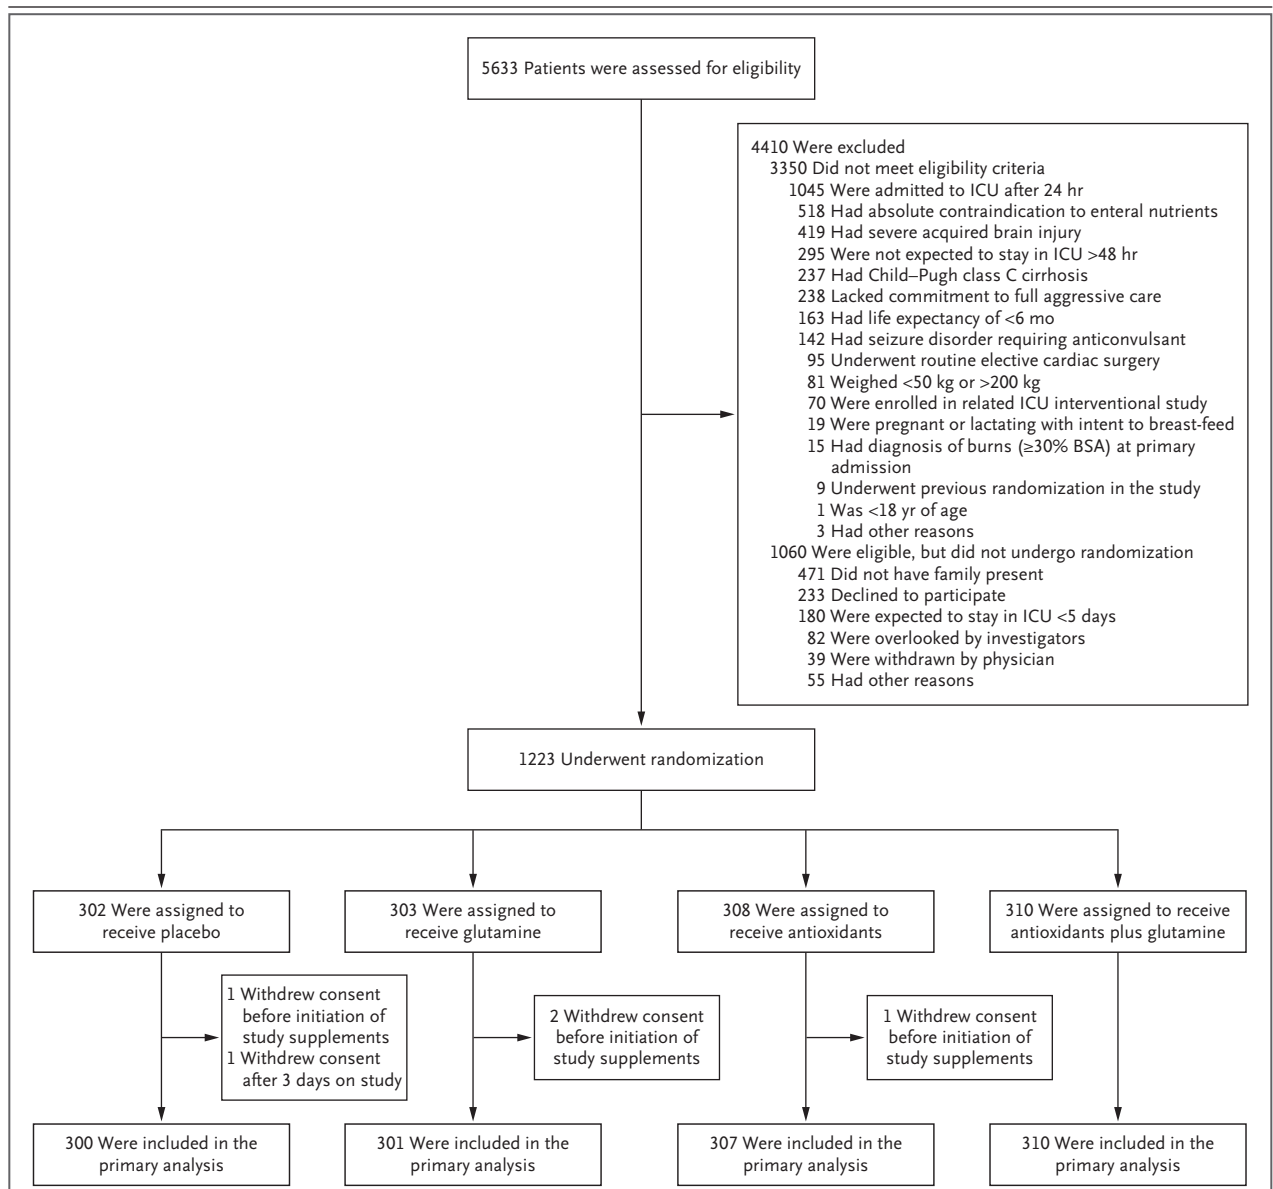 5633 Patients were assessed for eligibility
4410 Were excluded
3350 Did not meet eligibility criteria
1045 Were admitted to ICU after 24 hr
518 Had absolute contraindication to enteral nutrients
419 Had severe acquired brain injury
295 Were not expected to stay in ICU >48 hr
237 Had Child–Pugh class C cirrhosis
238 Lacked commitment to full aggressive care
163 Had life expectancy of <6 mo
142 Had seizure disorder requiring anticonvulsant
95 Underwent routine elective cardiac surgery
81 Weighed <50 kg or >200 kg
70 Were enrolled in related ICU interventional study
19 Were pregnant or lactating with intent to breast-feed
15 Had diagnosis of burns (≥30% BSA) at primary
admission
9 Underwent previous randomization in the study
1 Was <18 yr of age
3 Had other reasons
1060 Were eligible, but did not undergo randomization
471 Did not have family present
233 Declined to participate
180 Were expected to stay in ICU <5 days
82 Were overlooked by investigators
39 Were withdrawn by physician
55 Had other reasons
1223 Underwent randomization
302 Were assigned to
receive placebo
303 Were assigned to
receive glutamine
308 Were assigned to
receive antioxidants
310 Were assigned to receive
antioxidants plus glutamine
1 Withdrew consent
before initiation of
study supplements
1 Withdrew consent
after 3 days on study
2 Withdrew consent
before initiation of
study supplements
1 Withdrew consent
before initiation of
study supplements
300 Were included in the
primary analysis
301 Were included in the
primary analysis
307 Were included in the
primary analysis
310 Were included in the
primary analysis